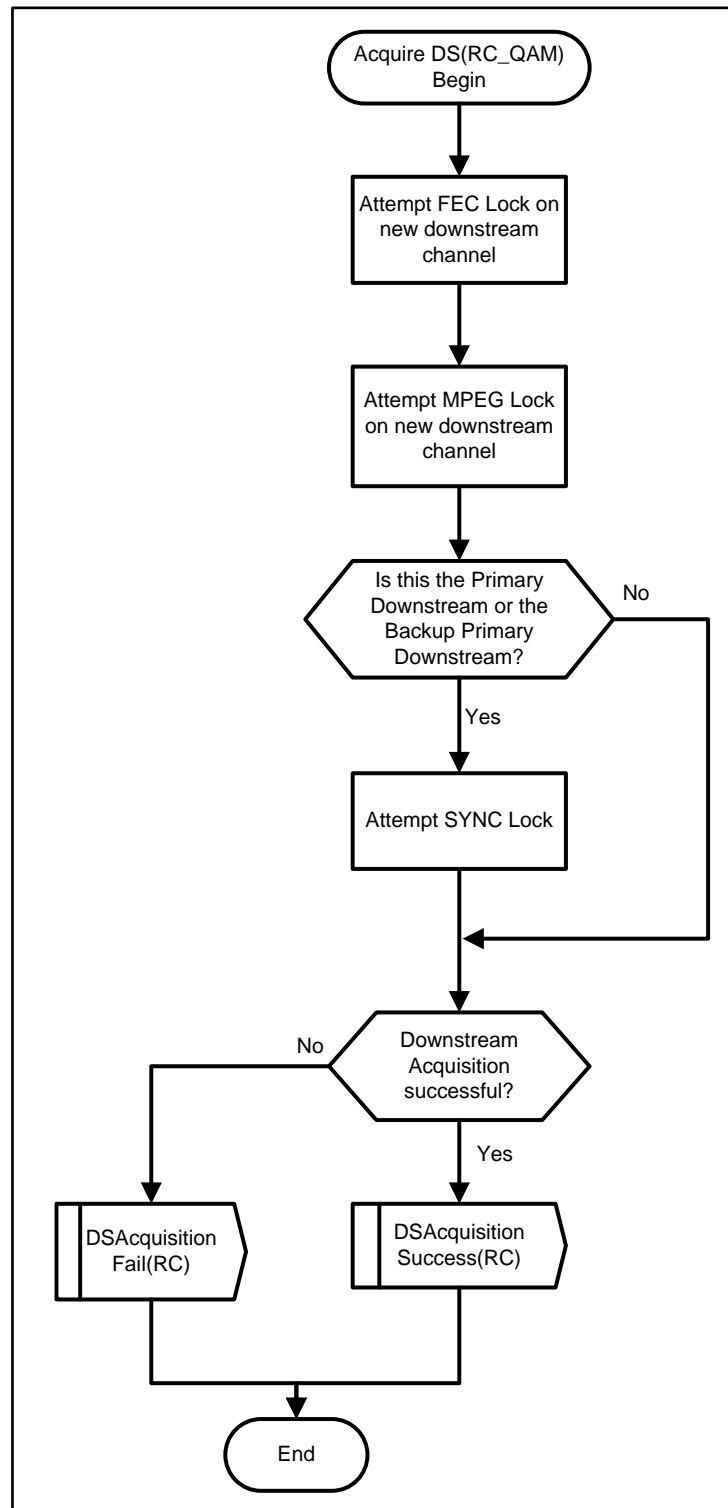 Acquire DS(RC_QAM)
Begin
Attempt FEC Lock on
new downstream
channel
Attempt MPEG Lock
on new downstream
channel
Is this the Primary
Downstream or the
Backup Primary
Downstream?
No
Yes
Attempt SYNC Lock
Downstream
Acquisition
successful?
No
Yes
DSAcquisition
Fail(RC)
DSAcquisition
Success(RC)
End